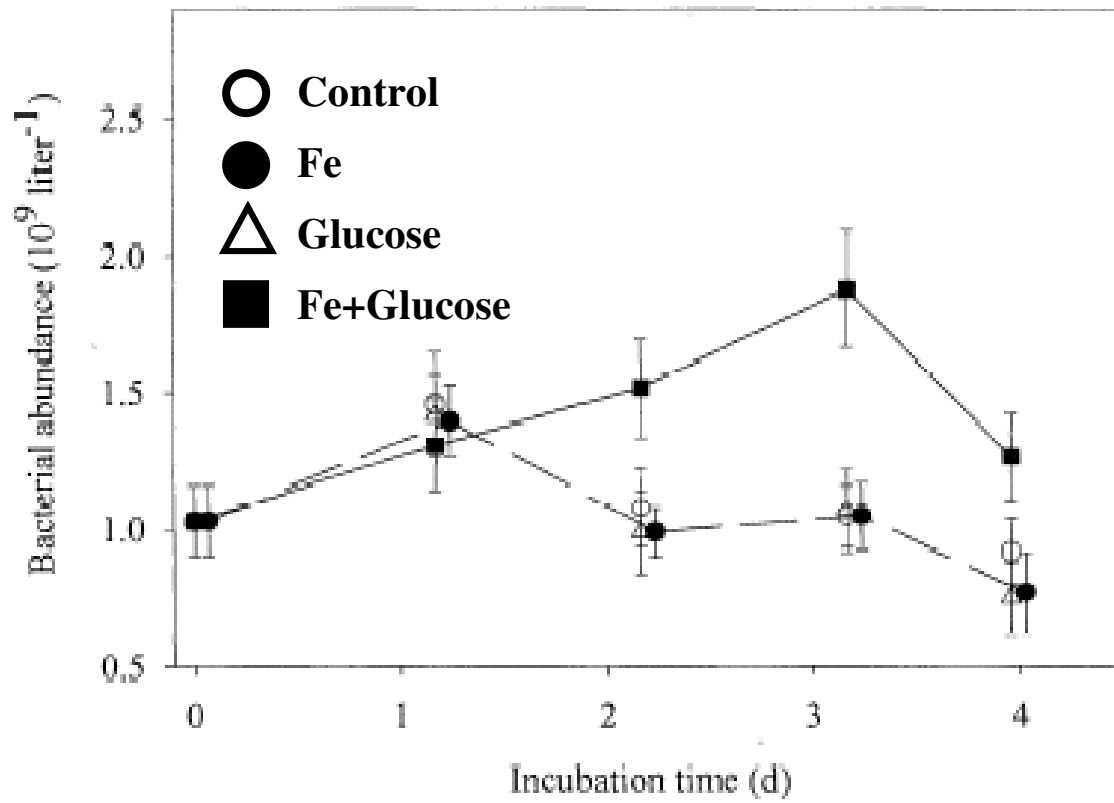 Bacterial abundance (10⁹ liter⁻¹)
2.5
2.0
1.5
1.0
0.5
Control
Fe
Glucose
Fe+Glucose
0 1 2 3 4
Incubation time (d)